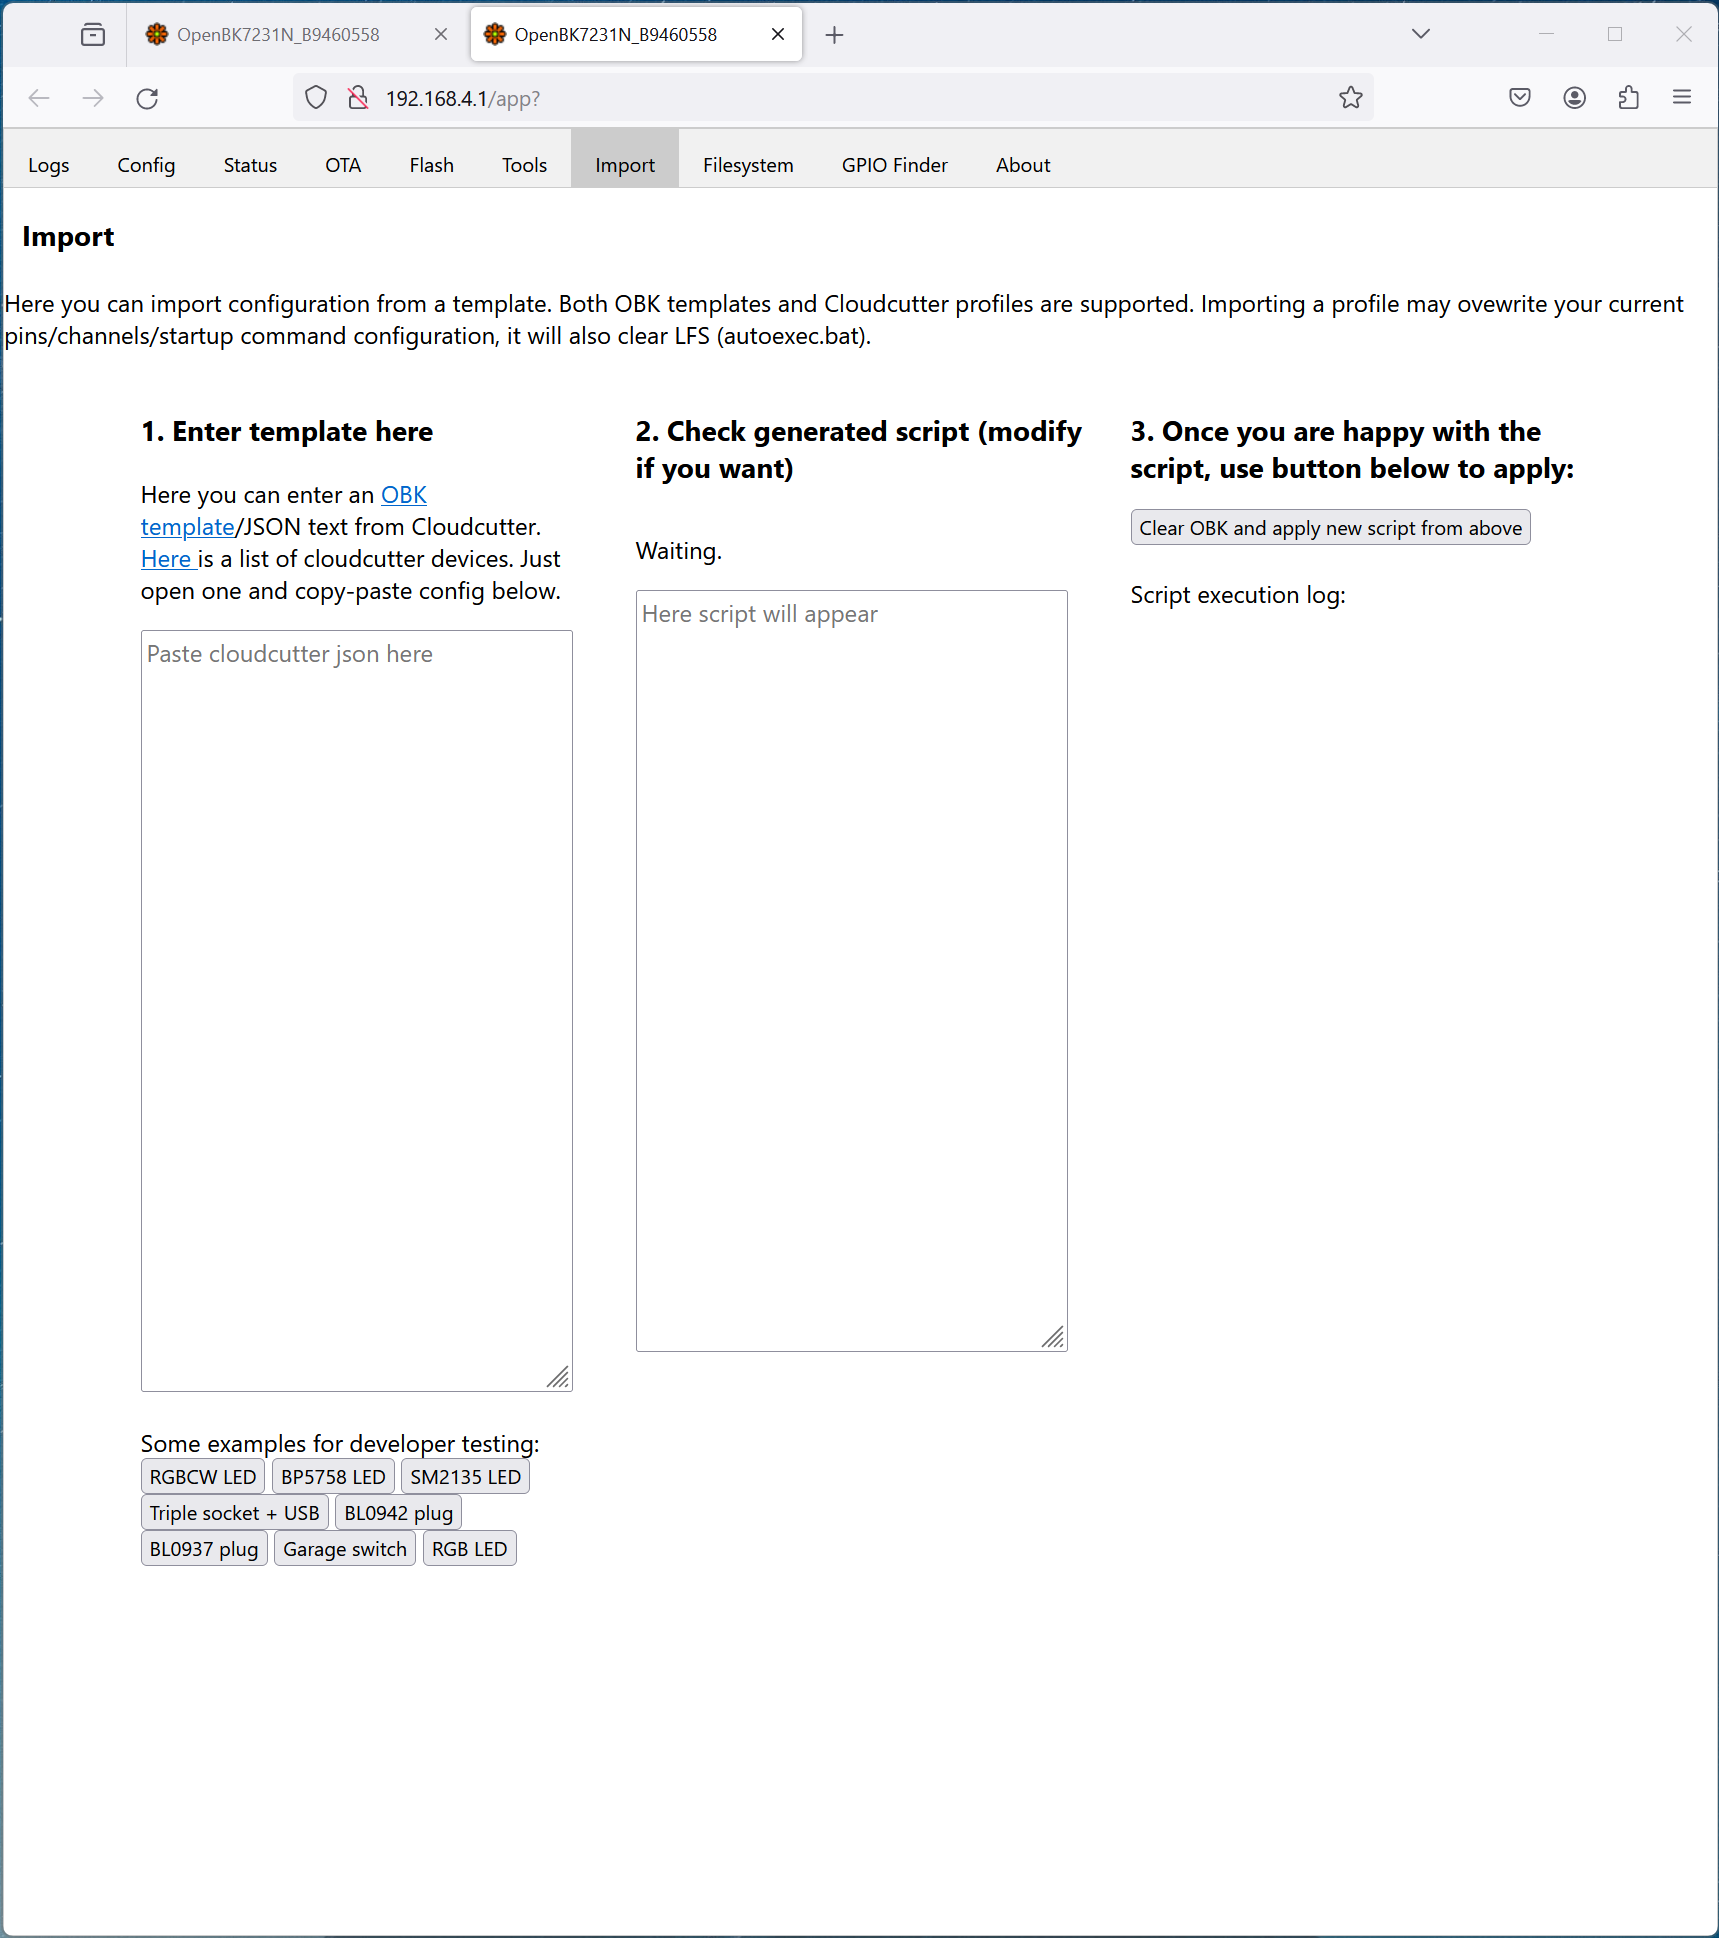 OpenBK7231N_B9460558
OpenBK7231N_B9460558
192.168.4.1/app?
Logs Config Status OTA Flash Tools Import Filesystem GPIO Finder About
Import
Here you can import configuration from a template. Both OBK templates and Cloudcutter profiles are supported. Importing a profile may ovewrite your current
pins/channels/startup command configuration, it will also clear LFS (autoexec.bat).
1. Enter template here
Here you can enter an OBK
template/JSON text from Cloudcutter.
Here is a list of cloudcutter devices. Just
open one and copy-paste config below.
Paste cloudcutter json here
Some examples for developer testing:
RGBCW LED BP5758 LED SM2135 LED
Triple socket + USB BL0942 plug
BL0937 plug Garage switch RGB LED
2. Check generated script (modify
if you want)
Waiting.
Here script will appear
3. Once you are happy with the
script, use button below to apply:
Clear OBK and apply new script from above
Script execution log: